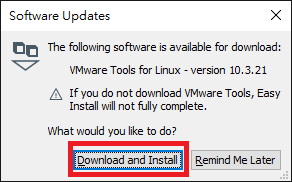 Software Updates
The following software is available for download:
VMware Tools for Linux - version 10.3.21
If you do not download VMware Tools, Easy
Install will not fully complete.
What would you like to do?
Download and Install
Remind Me Later